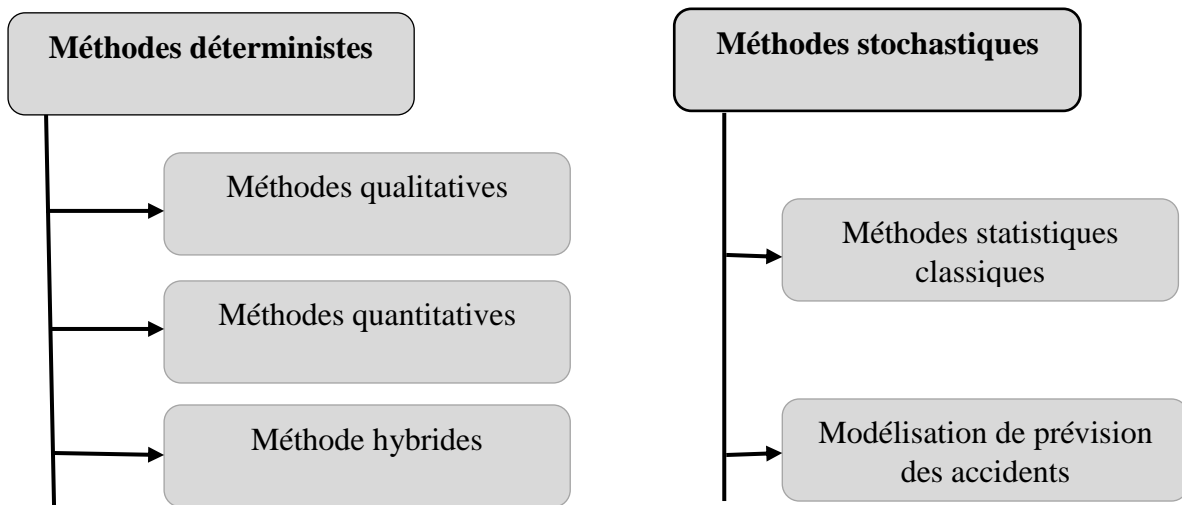 Méthodes déterministes
Méthodes qualitatives
Méthodes quantitatives
Méthode hybrides
Méthodes stochastiques
Méthodes statistiques
classiques
Modélisation de prévision
des accidents